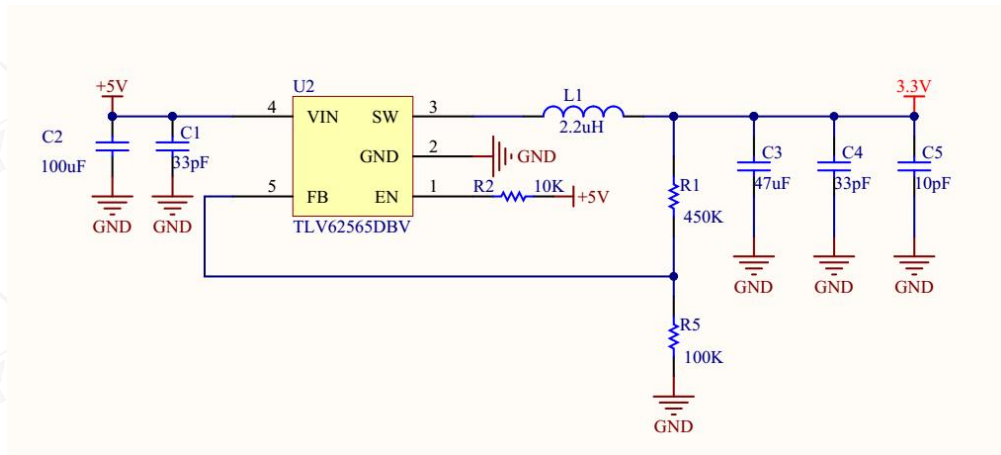 +5V
C2
100uF
C1
33pF
GND
GND
U2
4
VIN
SW
3
GND
2
GND
5
FB
EN
1
R2
10K
+5V
TLV62565DBV
L1
2.2uH
3.3V
C3
47uF
C4
33pF
C5
10pF
R1
450K
GND
GND
GND
R5
100K
GND